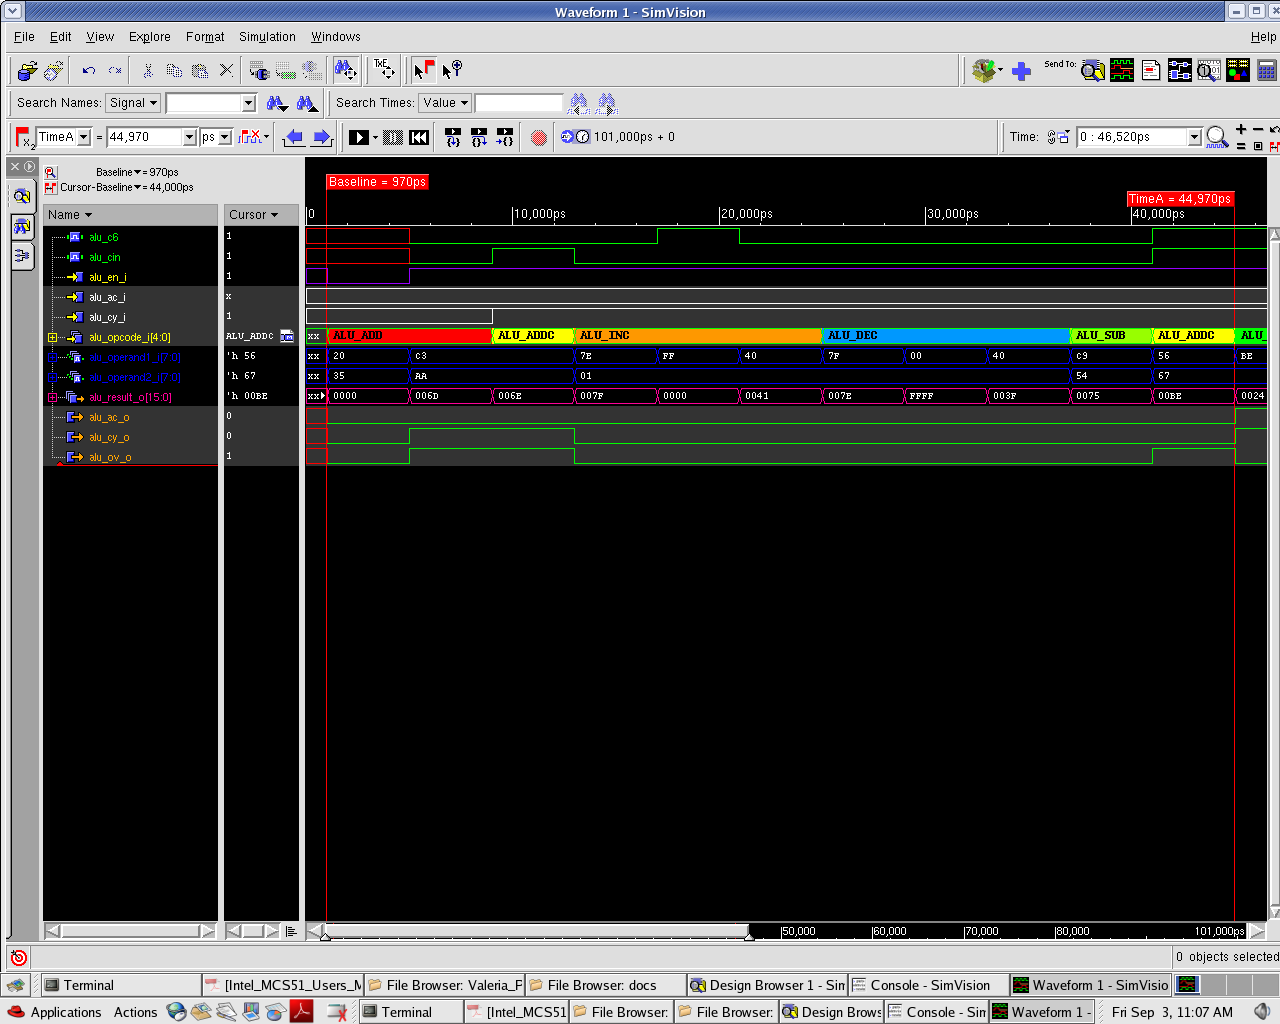 Waveform 1 - SimVision
File Edit View Explore Format Simulation Windows Help
TxE
Send To:
Search Names: Signal Search Times: Value
TimeA = 44,970 ps 101,000ps + 0 Time: 0 : 46,520ps
Baseline = 970ps
Cursor-Baseline = 44,000ps
Baseline = 970ps
TimeA = 44,970ps
Name Cursor 0 10,000ps 20,000ps 30,000ps 40,000ps
alu_c6 1
alu_cin 1
alu_en_i 1
alu_ac_i x
alu_cy_i 1
alu_opcode_i[4:0] ALU_ADDC xx ALU_ADD ALU_ADDC ALU_INC ALU_DEC ALU_SUB ALU_ADDC ALU_
alu_operand1_i[7:0] 'h 56 xx 20 c3 7E FF 40 7F 00 40 c9 56 BE
alu_operand2_i[7:0] 'h 67 xx 35 AA 01 54 67
alu_result_o[15:0] 'h 00BE xx 0000 006D 006E 007F 0000 0041 007E FFFF 003F 0075 00BE 0024
alu_ac_o 0
alu_cy_o 0
alu_ov_o 1
50,000 60,000 70,000 80,000 101,000ps
0 objects selected
Terminal [Intel_MCS51_Users_M File Browser: Valeria_P File Browser: docs Design Browser 1 - Sim Console - SimVision Waveform 1 - SimVisio
Applications Actions Terminal [Intel_MCS51 File Browser: File Browser: Design Brows Console - Sim Waveform 1 - Fri Sep 3, 11:07 AM